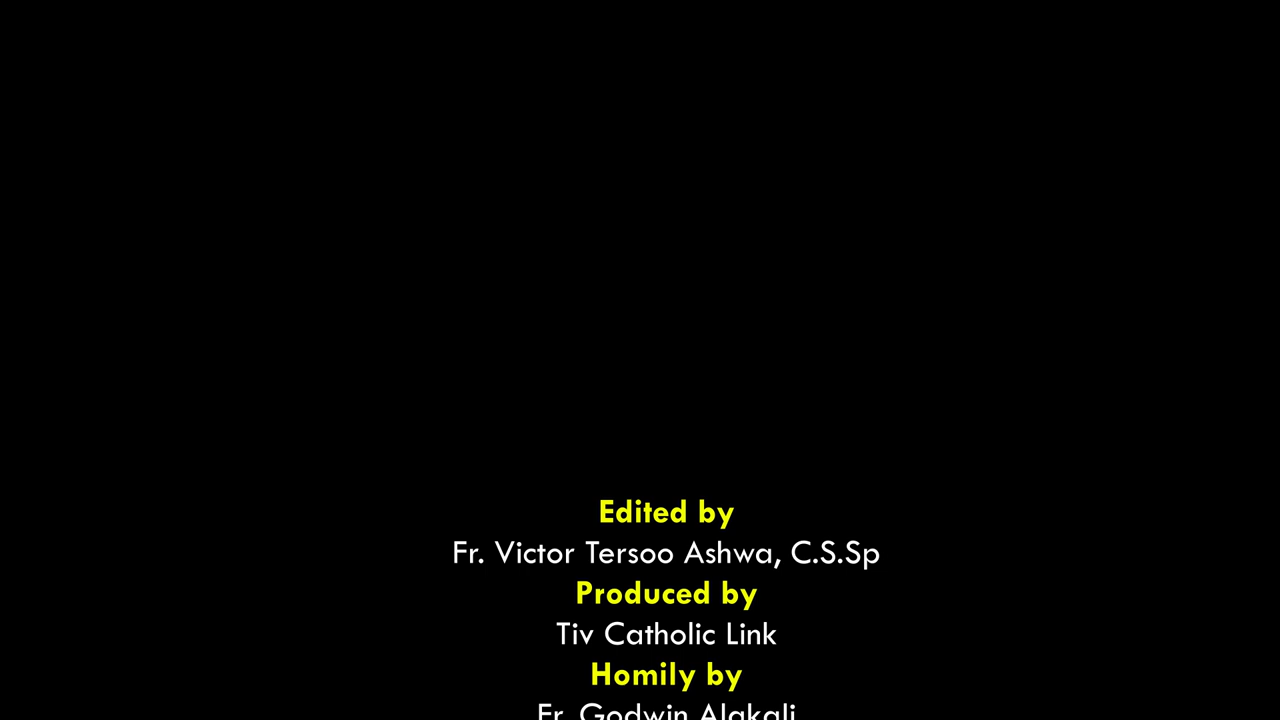 Edited by
Fr. Victor Tersoo Ashwa, C.S.Sp
Produced by
Tiv Catholic Link
Homily by
Fr. Godwin Alakali